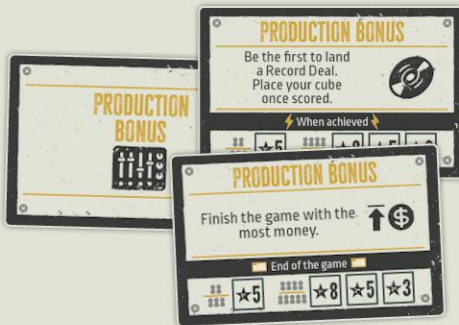 PRODUCTION
BONUS
PRODUCTION BONUS
Be the first to land
a Record Deal.
Place your cube
once scored.
When achieved
5
PRODUCTION BONUS
Finish the game with the
most money.
$
End of the game
5 8 5 3